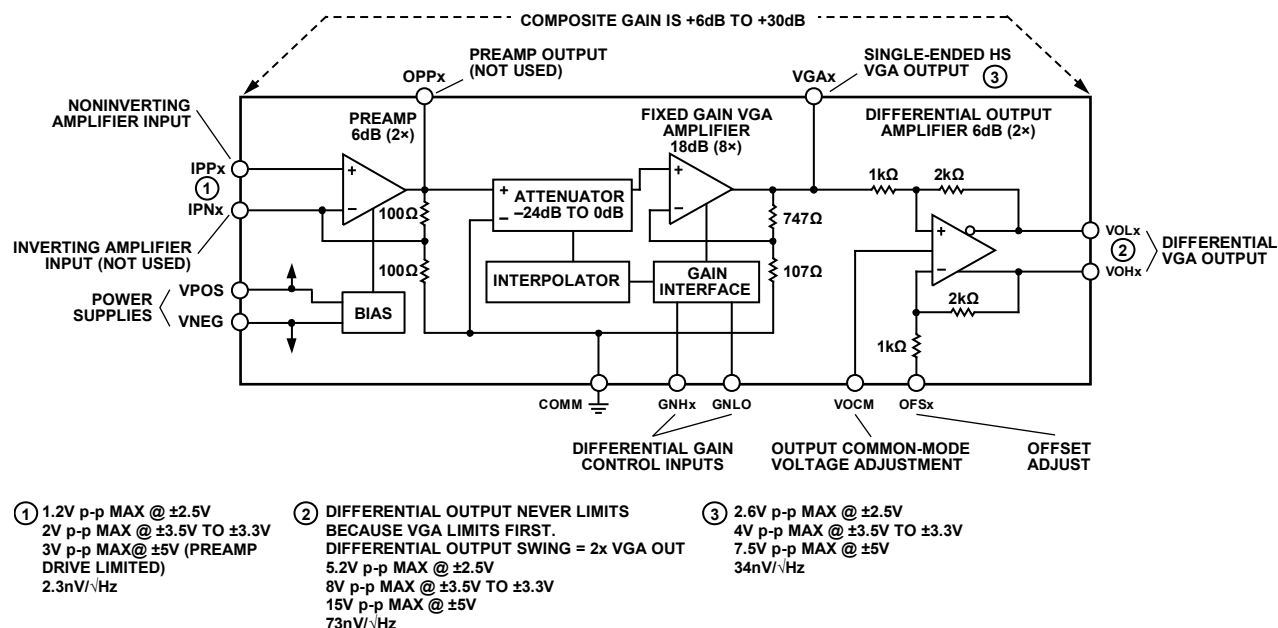 COMPOSITE GAIN IS +6dB TO +30dB
PREAMP OUTPUT
(NOT USED)
OPPx
SINGLE-ENDED HS
VGA OUTPUT ③
VGAx
NONINVERTING
AMPLIFIER INPUT
PREAMP
6dB (2×)
FIXED GAIN VGA
AMPLIFIER
18dB (8×)
DIFFERENTIAL OUTPUT
AMPLIFIER 6dB (2×)
IPPx
①
IPNx
INVERTING AMPLIFIER
INPUT (NOT USED)
+
–
100Ω
100Ω
+
–
ATTENUATOR
–24dB TO 0dB
INTERPOLATOR
GAIN
INTERFACE
+
–
747Ω
107Ω
1kΩ
2kΩ
+
–
2kΩ
1kΩ
VOLx
②
VOHx
DIFFERENTIAL
VGA OUTPUT
POWER
SUPPLIES
VPOS
VNEG
BIAS
COMM
GNHx
GNLO
VOCM
OFSx
DIFFERENTIAL GAIN
CONTROL INPUTS
OUTPUT COMMON-MODE
VOLTAGE ADJUSTMENT
OFFSET
ADJUST
① 1.2V p-p MAX @ ±2.5V
2V p-p MAX @ ±3.5V TO ±3.3V
3V p-p MAX@ ±5V (PREAMP
DRIVE LIMITED)
2.3nV/√Hz
② DIFFERENTIAL OUTPUT NEVER LIMITS
BECAUSE VGA LIMITS FIRST.
DIFFERENTIAL OUTPUT SWING = 2x VGA OUT
5.2V p-p MAX @ ±2.5V
8V p-p MAX @ ±3.5V TO ±3.3V
15V p-p MAX @ ±5V
73nV/√Hz
③ 2.6V p-p MAX @ ±2.5V
4V p-p MAX @ ±3.5V TO ±3.3V
7.5V p-p MAX @ ±5V
34nV/√Hz